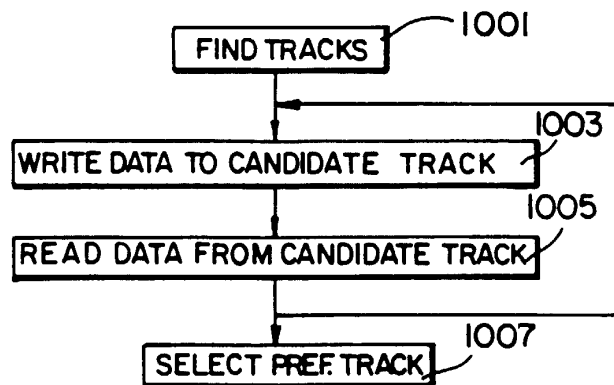 1001
FIND TRACKS
1003
WRITE DATA TO CANDIDATE TRACK
1005
READ DATA FROM CANDIDATE TRACK
1007
SELECT PREF. TRACK